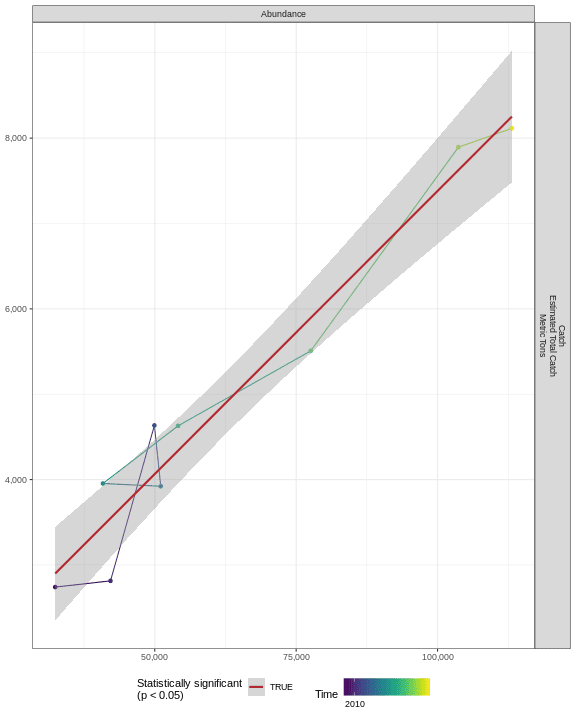 Abundance
8,000
6,000
4,000
Catch
Estimated Total Catch
Metric Tons
50,000
75,000
100,000
Statistically significant
(p < 0.05)
TRUE
Time
2010